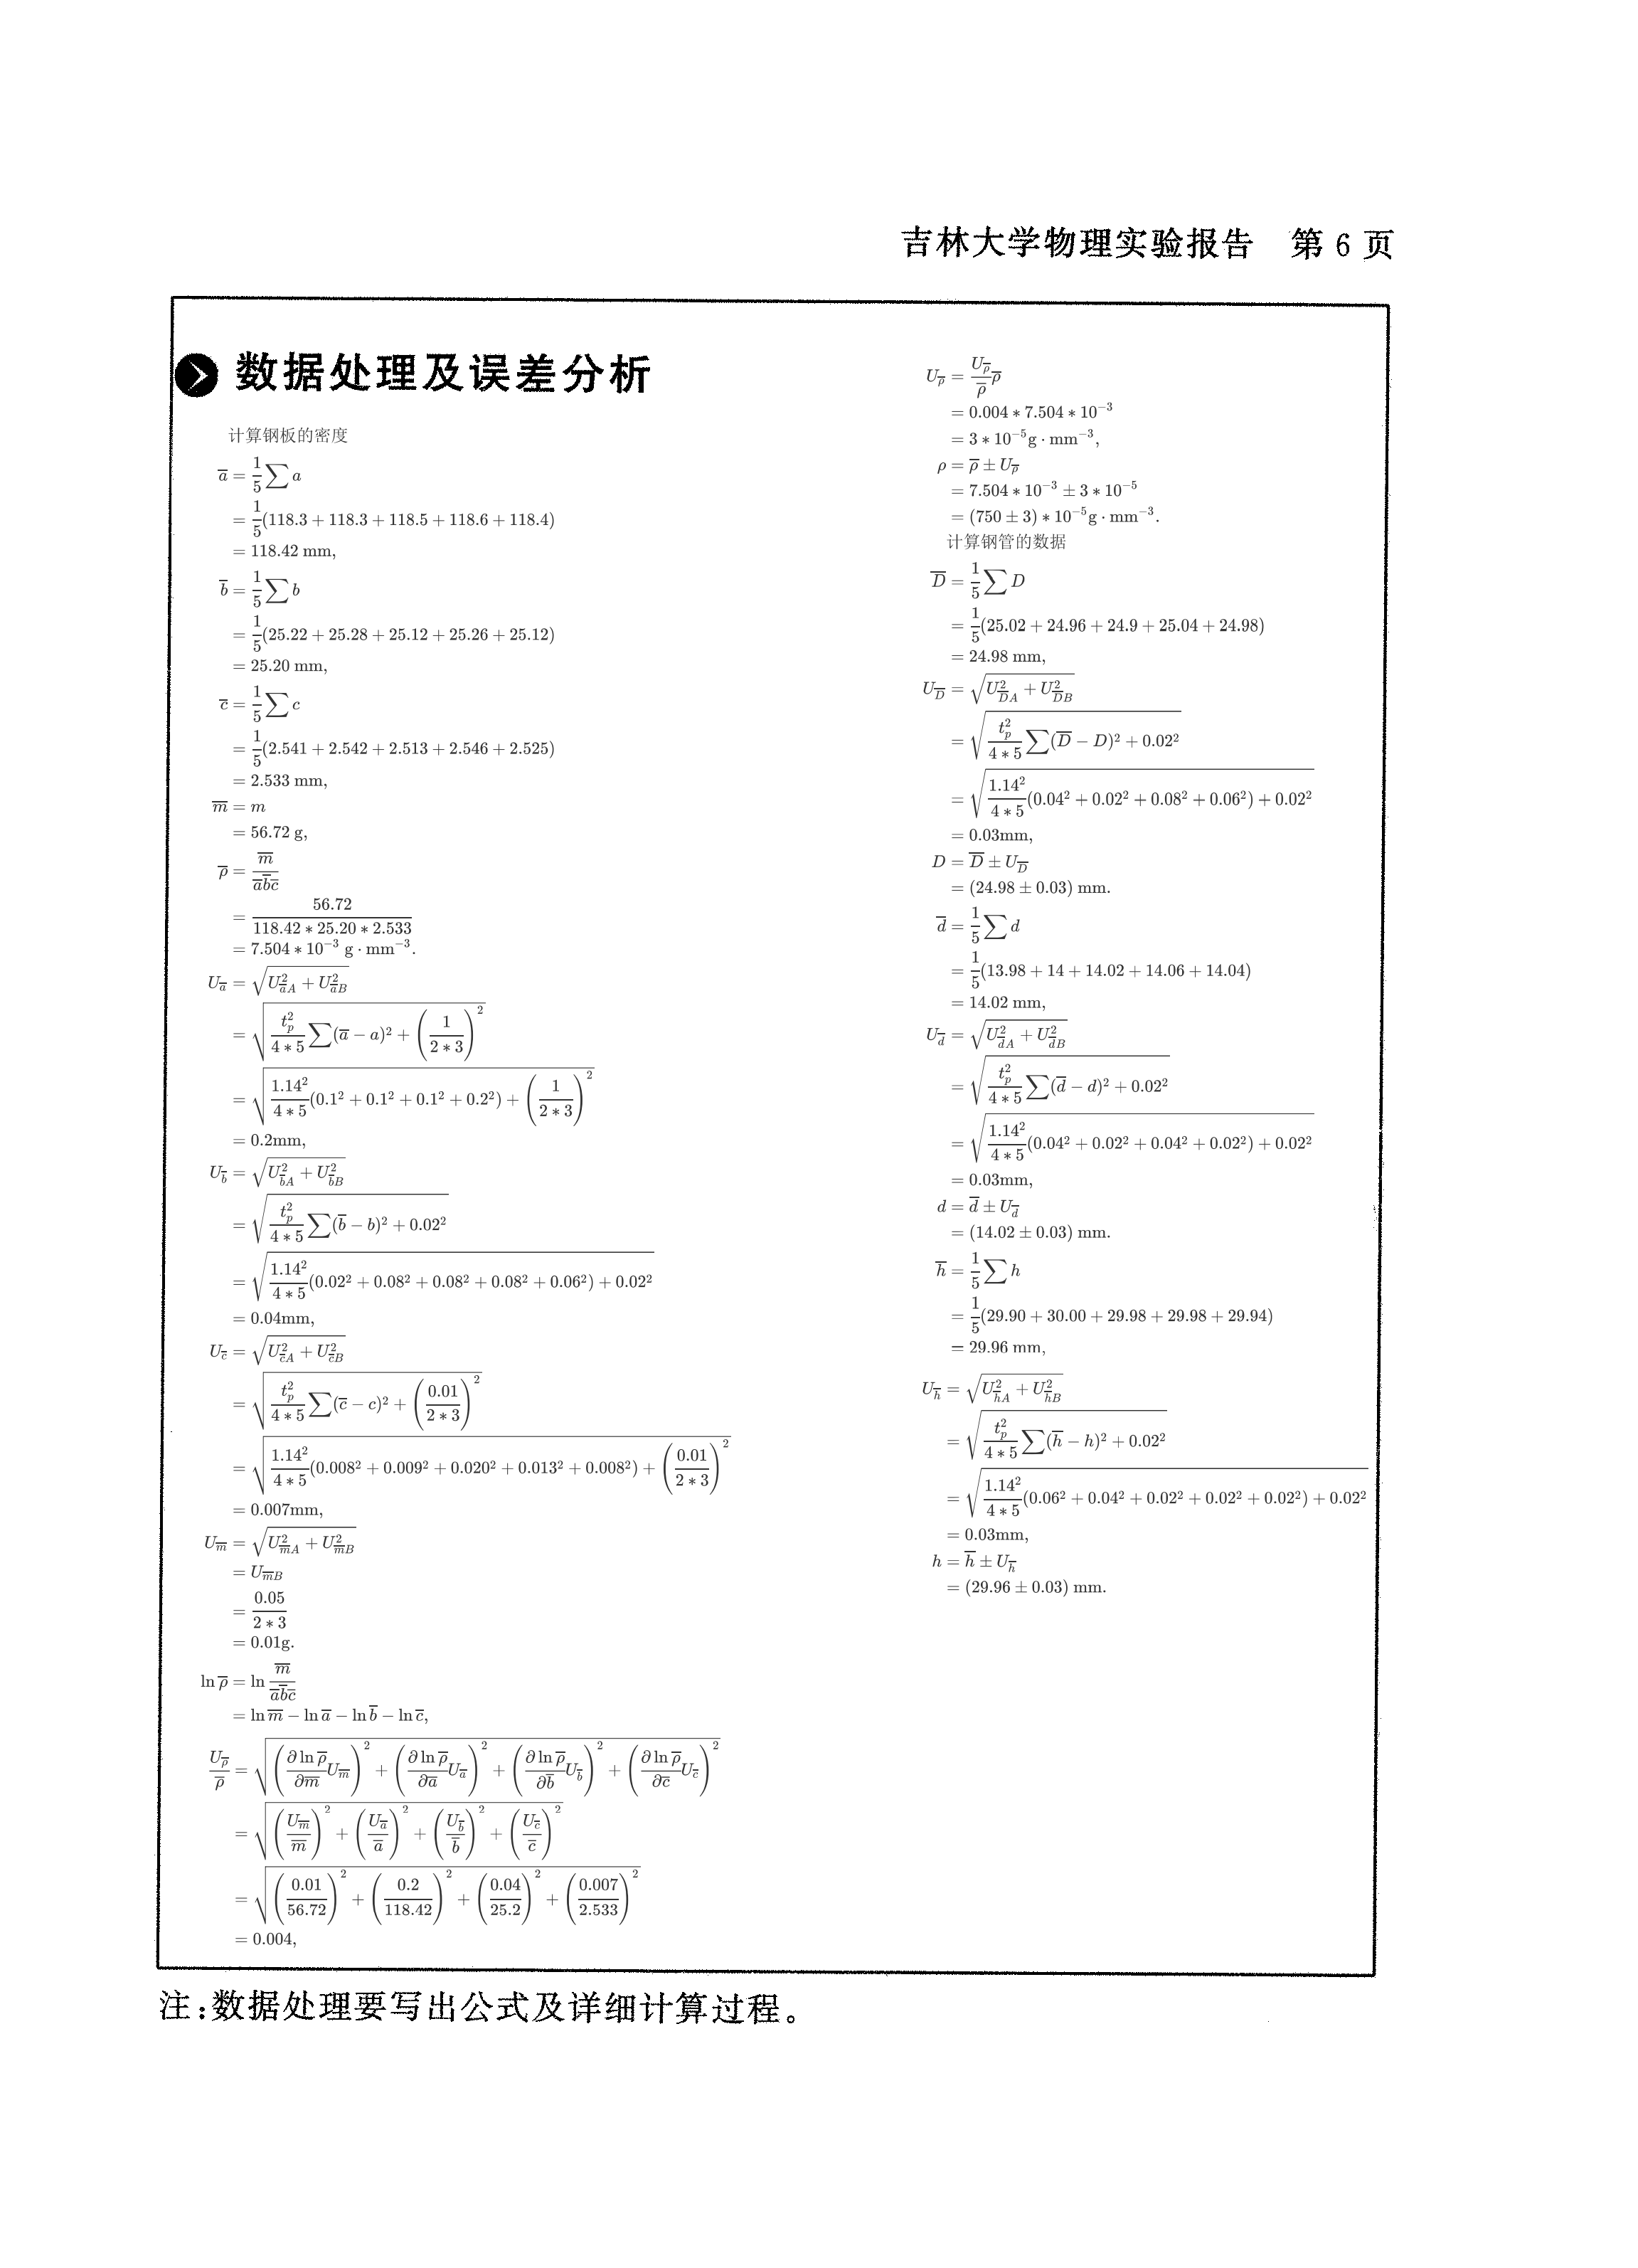 吉林大学物理实验报告 第 6 页
数据处理及误差分析
计算钢板的密度
$\overline{a} = \frac{1}{5}\sum a$
$= \frac{1}{5}(118.3 + 118.3 + 118.5 + 118.6 + 118.4)$
$= 118.42\ \mathrm{mm},$
$\overline{b} = \frac{1}{5}\sum b$
$= \frac{1}{5}(25.22 + 25.28 + 25.12 + 25.26 + 25.12)$
$= 25.20\ \mathrm{mm},$
$\overline{c} = \frac{1}{5}\sum c$
$= \frac{1}{5}(2.541 + 2.542 + 2.513 + 2.546 + 2.525)$
$= 2.533\ \mathrm{mm},$
$\overline{m} = m$
$= 56.72\ \mathrm{g},$
$\overline{\rho} = \frac{\overline{m}}{\overline{a}\overline{b}\overline{c}}$
$= \frac{56.72}{118.42 * 25.20 * 2.533}$
$= 7.504 * 10^{-3}\ \mathrm{g \cdot mm^{-3}}.$
$U_{\overline{a}} = \sqrt{U_{\overline{a}A}^2 + U_{\overline{a}B}^2}$
$= \sqrt{\frac{t_p^2}{4 * 5}\sum(\overline{a} - a)^2 + \left(\frac{1}{2 * 3}\right)^2}$
$= \sqrt{\frac{1.14^2}{4 * 5}(0.1^2 + 0.1^2 + 0.1^2 + 0.2^2) + \left(\frac{1}{2 * 3}\right)^2}$
$= 0.2\mathrm{mm},$
$U_{\overline{b}} = \sqrt{U_{\overline{b}A}^2 + U_{\overline{b}B}^2}$
$= \sqrt{\frac{t_p^2}{4 * 5}\sum(\overline{b} - b)^2 + 0.02^2}$
$= \sqrt{\frac{1.14^2}{4 * 5}(0.02^2 + 0.08^2 + 0.08^2 + 0.08^2 + 0.06^2) + 0.02^2}$
$= 0.04\mathrm{mm},$
$U_{\overline{c}} = \sqrt{U_{\overline{c}A}^2 + U_{\overline{c}B}^2}$
$= \sqrt{\frac{t_p^2}{4 * 5}\sum(\overline{c} - c)^2 + \left(\frac{0.01}{2 * 3}\right)^2}$
$= \sqrt{\frac{1.14^2}{4 * 5}(0.008^2 + 0.009^2 + 0.020^2 + 0.013^2 + 0.008^2) + \left(\frac{0.01}{2 * 3}\right)^2}$
$= 0.007\mathrm{mm},$
$U_{\overline{m}} = \sqrt{U_{\overline{m}A}^2 + U_{\overline{m}B}^2}$
$= U_{\overline{m}B}$
$= \frac{0.05}{2 * 3}$
$= 0.01\mathrm{g}.$
$\ln\overline{\rho} = \ln\frac{\overline{m}}{\overline{a}\overline{b}\overline{c}}$
$= \ln\overline{m} - \ln\overline{a} - \ln\overline{b} - \ln\overline{c},$
$\frac{U_{\overline{\rho}}}{\overline{\rho}} = \sqrt{\left(\frac{\partial\ln\overline{\rho}}{\partial\overline{m}}U_{\overline{m}}\right)^2 + \left(\frac{\partial\ln\overline{\rho}}{\partial\overline{a}}U_{\overline{a}}\right)^2 + \left(\frac{\partial\ln\overline{\rho}}{\partial\overline{b}}U_{\overline{b}}\right)^2 + \left(\frac{\partial\ln\overline{\rho}}{\partial\overline{c}}U_{\overline{c}}\right)^2}$
$= \sqrt{\left(\frac{U_{\overline{m}}}{\overline{m}}\right)^2 + \left(\frac{U_{\overline{a}}}{\overline{a}}\right)^2 + \left(\frac{U_{\overline{b}}}{\overline{b}}\right)^2 + \left(\frac{U_{\overline{c}}}{\overline{c}}\right)^2}$
$= \sqrt{\left(\frac{0.01}{56.72}\right)^2 + \left(\frac{0.2}{118.42}\right)^2 + \left(\frac{0.04}{25.2}\right)^2 + \left(\frac{0.007}{2.533}\right)^2}$
$= 0.004,$
$U_{\overline{\rho}} = \frac{U_{\overline{\rho}}}{\overline{\rho}}\overline{\rho}$
$= 0.004 * 7.504 * 10^{-3}$
$= 3 * 10^{-5}\mathrm{g \cdot mm^{-3}},$
$\rho = \overline{\rho} \pm U_{\overline{\rho}}$
$= 7.504 * 10^{-3} \pm 3 * 10^{-5}$
$= (750 \pm 3) * 10^{-5}\mathrm{g \cdot mm^{-3}}.$
计算钢管的数据
$\overline{D} = \frac{1}{5}\sum D$
$= \frac{1}{5}(25.02 + 24.96 + 24.9 + 25.04 + 24.98)$
$= 24.98\ \mathrm{mm},$
$U_{\overline{D}} = \sqrt{U_{\overline{D}A}^2 + U_{\overline{D}B}^2}$
$= \sqrt{\frac{t_p^2}{4 * 5}\sum(\overline{D} - D)^2 + 0.02^2}$
$= \sqrt{\frac{1.14^2}{4 * 5}(0.04^2 + 0.02^2 + 0.08^2 + 0.06^2) + 0.02^2}$
$= 0.03\mathrm{mm},$
$D = \overline{D} \pm U_{\overline{D}}$
$= (24.98 \pm 0.03)\ \mathrm{mm}.$
$\overline{d} = \frac{1}{5}\sum d$
$= \frac{1}{5}(13.98 + 14 + 14.02 + 14.06 + 14.04)$
$= 14.02\ \mathrm{mm},$
$U_{\overline{d}} = \sqrt{U_{\overline{d}A}^2 + U_{\overline{d}B}^2}$
$= \sqrt{\frac{t_p^2}{4 * 5}\sum(\overline{d} - d)^2 + 0.02^2}$
$= \sqrt{\frac{1.14^2}{4 * 5}(0.04^2 + 0.02^2 + 0.04^2 + 0.02^2) + 0.02^2}$
$= 0.03\mathrm{mm},$
$d = \overline{d} \pm U_{\overline{d}}$
$= (14.02 \pm 0.03)\ \mathrm{mm}.$
$\overline{h} = \frac{1}{5}\sum h$
$= \frac{1}{5}(29.90 + 30.00 + 29.98 + 29.98 + 29.94)$
$= 29.96\ \mathrm{mm},$
$U_{\overline{h}} = \sqrt{U_{\overline{h}A}^2 + U_{\overline{h}B}^2}$
$= \sqrt{\frac{t_p^2}{4 * 5}\sum(\overline{h} - h)^2 + 0.02^2}$
$= \sqrt{\frac{1.14^2}{4 * 5}(0.06^2 + 0.04^2 + 0.02^2 + 0.02^2 + 0.02^2) + 0.02^2}$
$= 0.03\mathrm{mm},$
$h = \overline{h} \pm U_{\overline{h}}$
$= (29.96 \pm 0.03)\ \mathrm{mm}.$
注:数据处理要写出公式及详细计算过程。